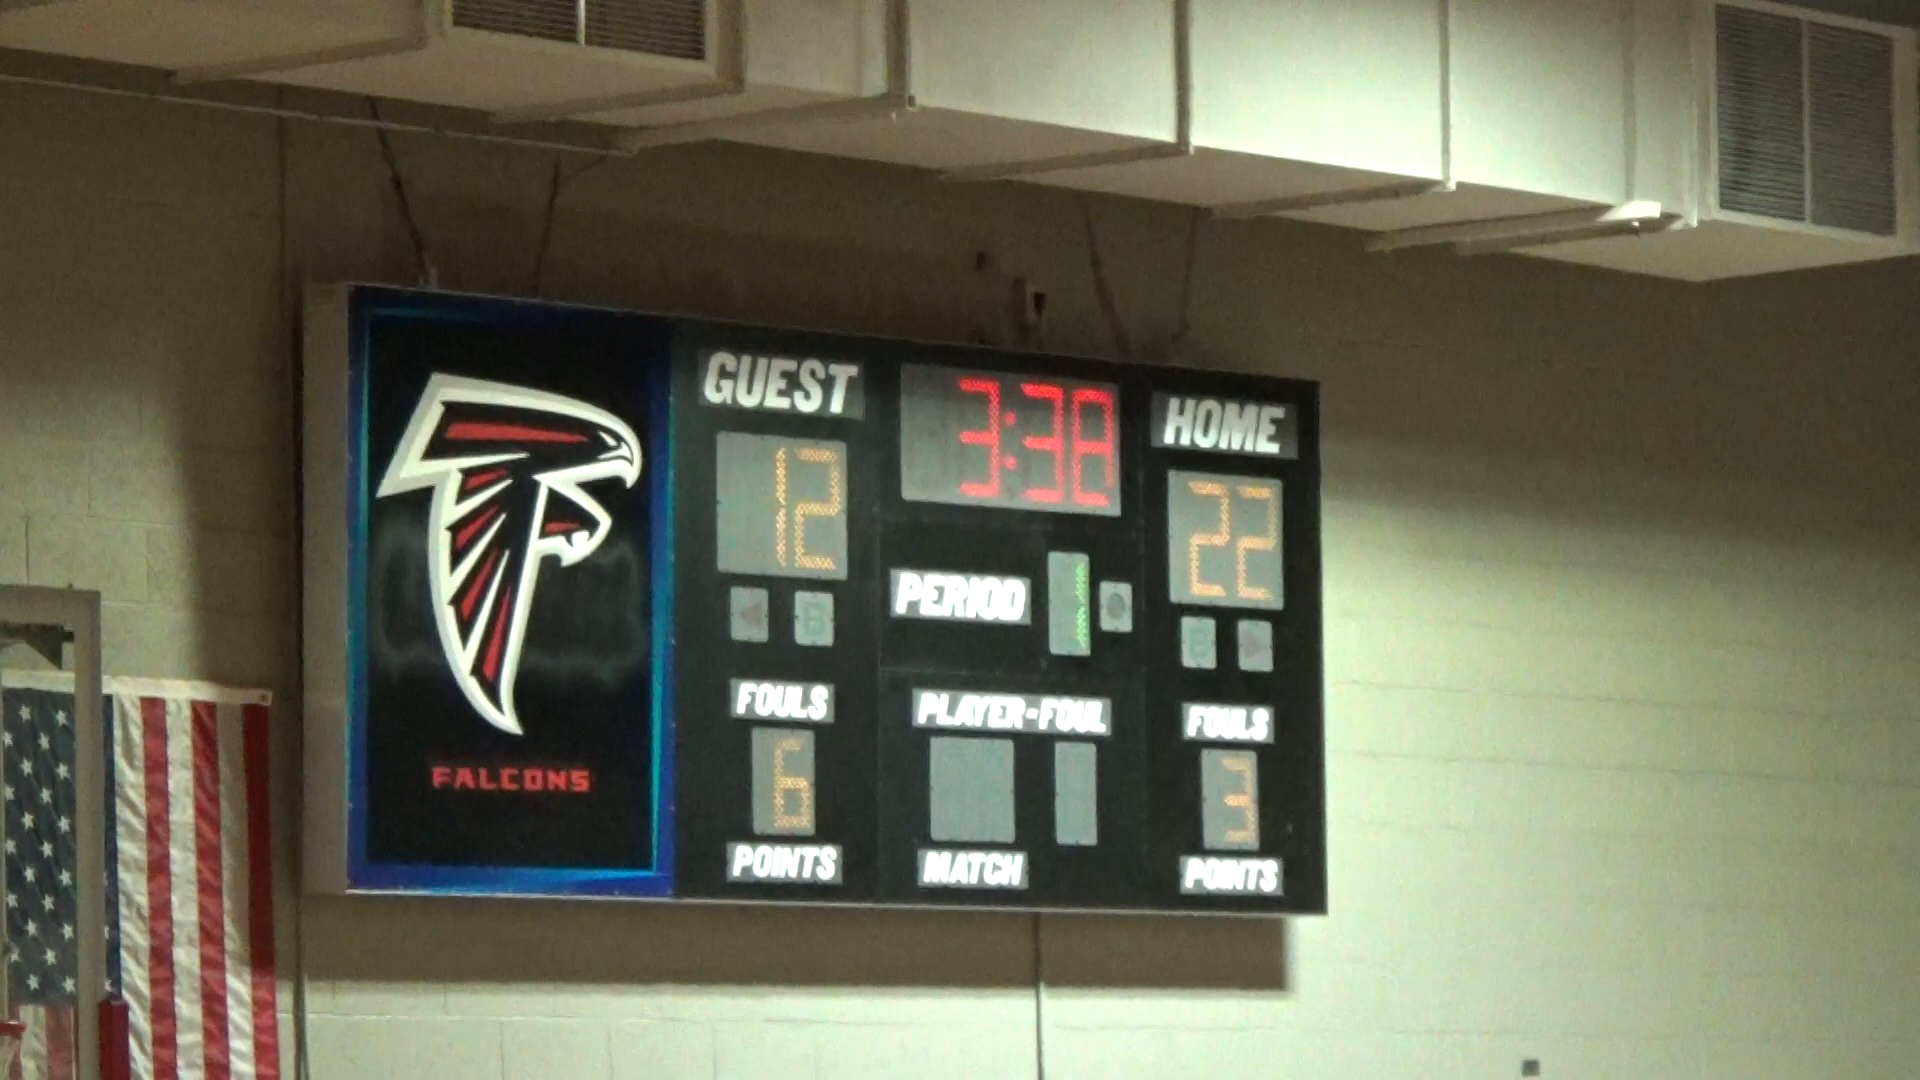 GUEST
3:38
HOME
12
22
PERIOD 1
B
B
FOULS
PLAYER-FOUL
FOULS
6
3
POINTS
MATCH
POINTS
FALCONS